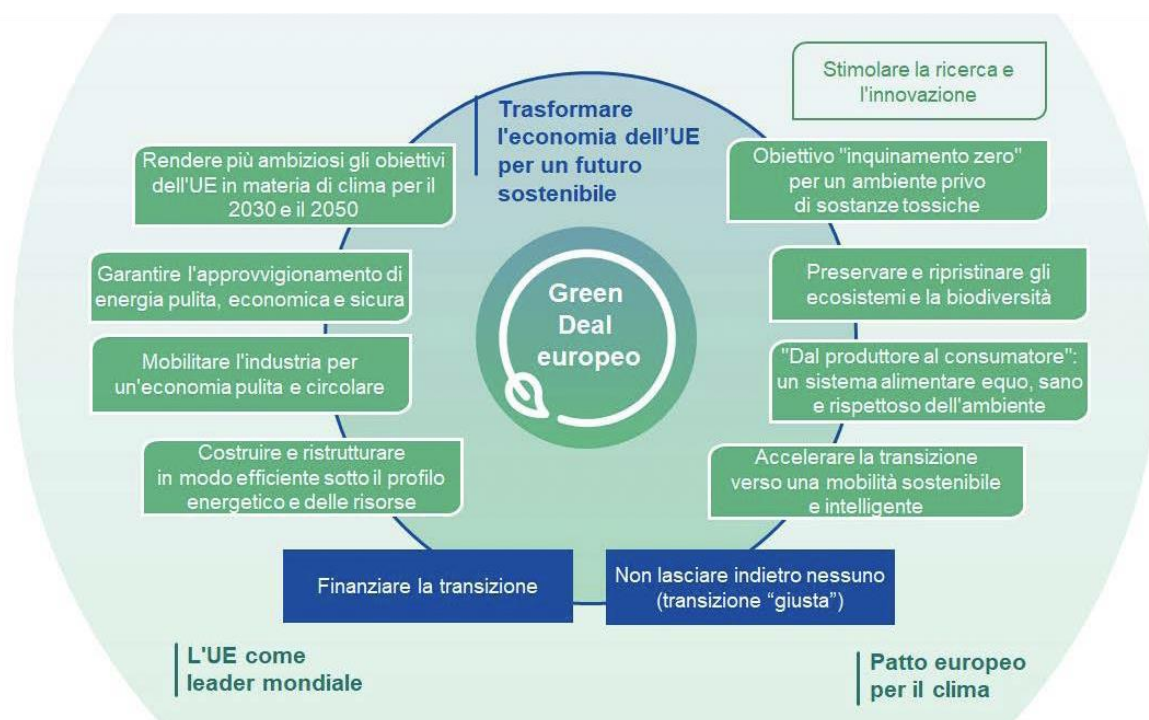 Stimolare la ricerca e
l'innovazione
Trasformare
l'economia dell'UE
per un futuro
sostenibile
Rendere più ambiziosi gli obiettivi
dell'UE in materia di clima per il
2030 e il 2050
Obiettivo "inquinamento zero"
per un ambiente privo
di sostanze tossiche
Garantire l'approvvigionamento di
energia pulita, economica e sicura
Preservare e ripristinare gli
ecosistemi e la biodiversità
Green
Deal
europeo
Mobilitare l'industria per
un'economia pulita e circolare
"Dal produttore al consumatore":
un sistema alimentare equo, sano
e rispettoso dell'ambiente
Costruire e ristrutturare
in modo efficiente sotto il profilo
energetico e delle risorse
Accelerare la transizione
verso una mobilità sostenibile
e intelligente
Finanziare la transizione
Non lasciare indietro nessuno
(transizione “giusta”)
L'UE come
leader mondiale
Patto europeo
per il clima